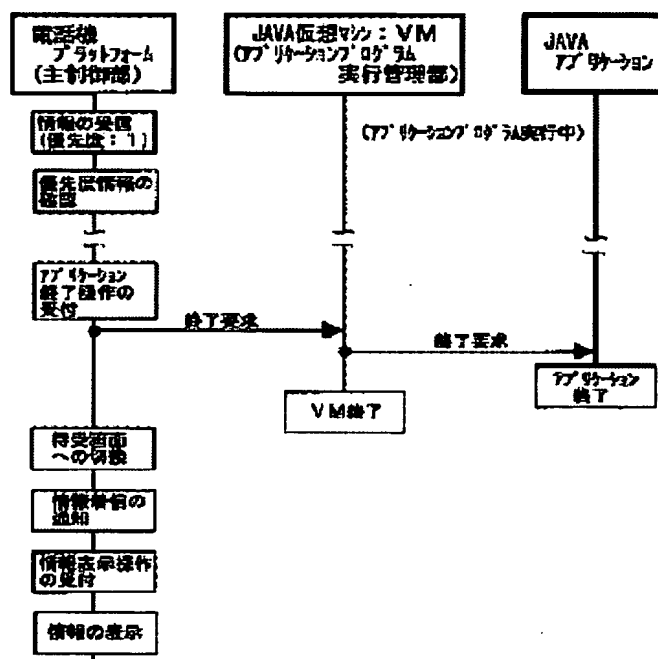 電話機
プラットフォーム
(主制御部)
JAVA仮想マシン：VM
(アプリケーションプログラム
実行管理部)
JAVA
アプリケーション
情報の受信
(優先度：1)
(アプリケーションプログラム実行中)
優先度情報の
確認
アプリケーション
終了操作の
受付
終了要求
終了要求
アプリケーション
終了
VM終了
待受画面
への切換
情報着信の
通知
情報表示操作
の受付
情報の表示